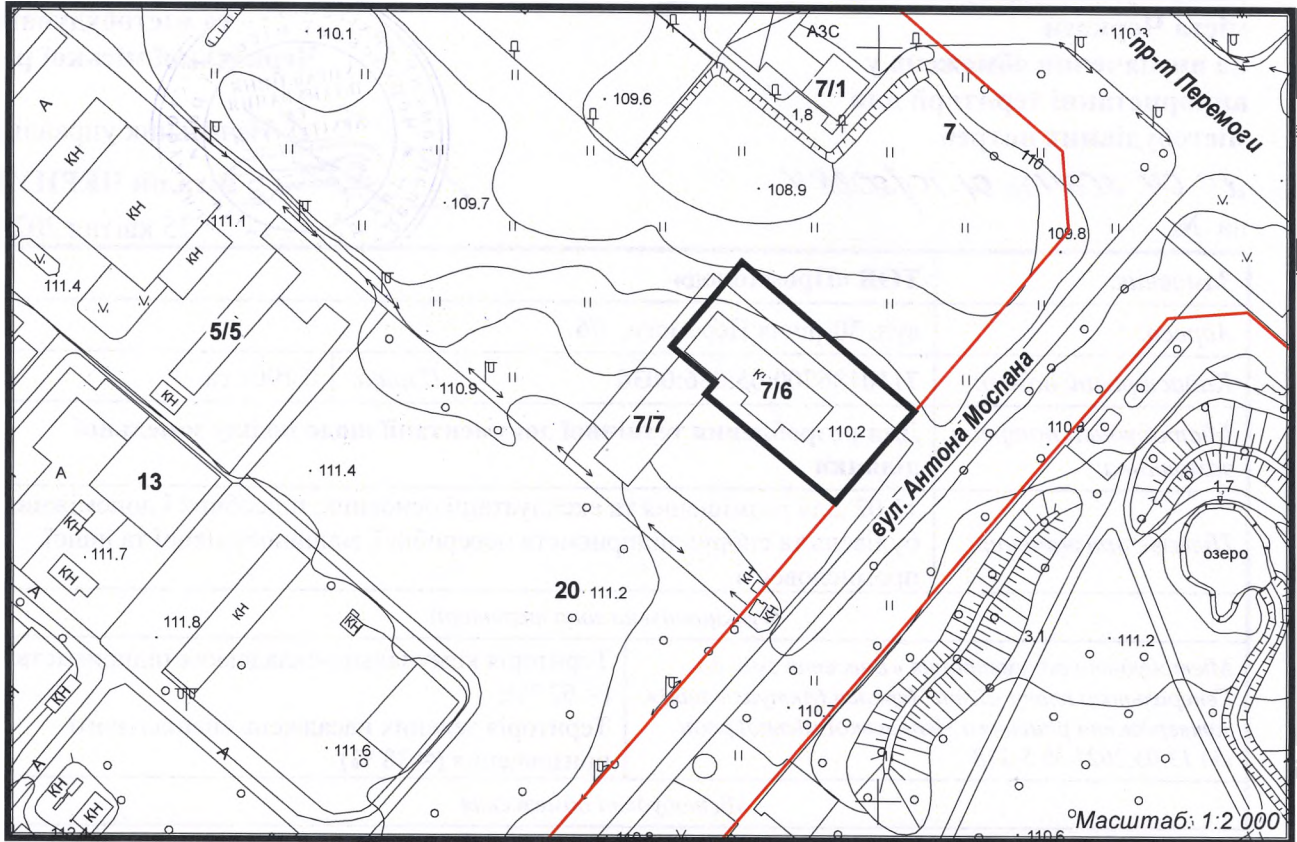 110.1
АЗС
7/1
1,8
110.3
пр-т Перемоги
109.6
7
110
А
КН
КН
КН
111.1
109.7
108.9
109.8
111.4
5/5
КН
110.9
7/6
7/7
110.2
110.8
вул. Антона Моспана
13
А
КН
КН
111.7
111.4
1,7
озеро
20
111.2
КН
А
А
111.8
КН
КН
3,1
111.2
КН
КН
110.7
А
111.6
А
КН
КН
КН
110.6
Масштаб: 1:2 000